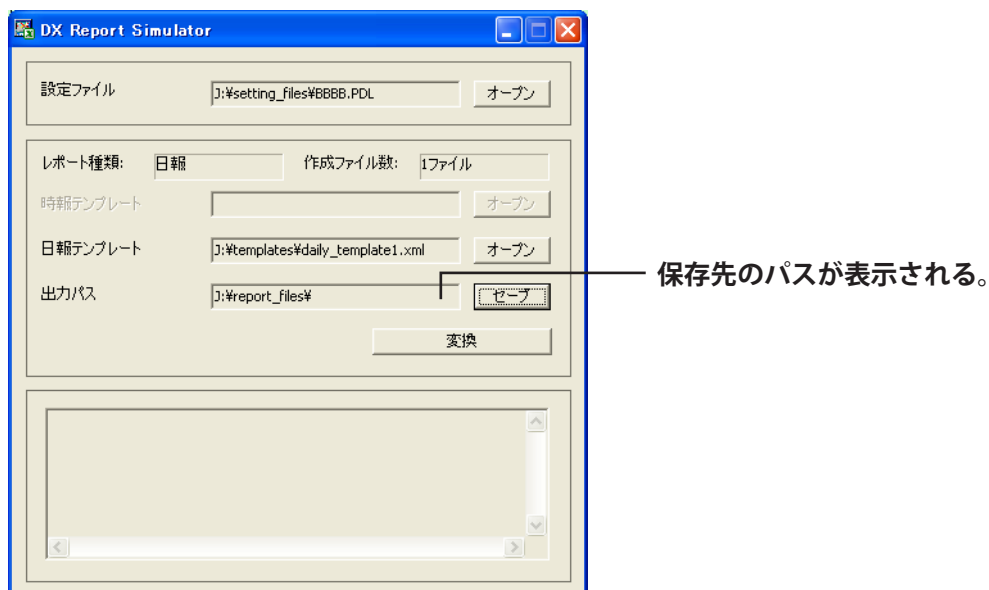 DX Report Simulator
設定ファイル J:¥setting_files¥BBBB.PDL オープン
レポート種類: 日報 作成ファイル数: 1ファイル
時報テンプレート オープン
日報テンプレート J:¥templates¥daily_template1.xml オープン
保存先のパスが表示される。
出力パス J:¥report_files¥ セーブ
変換